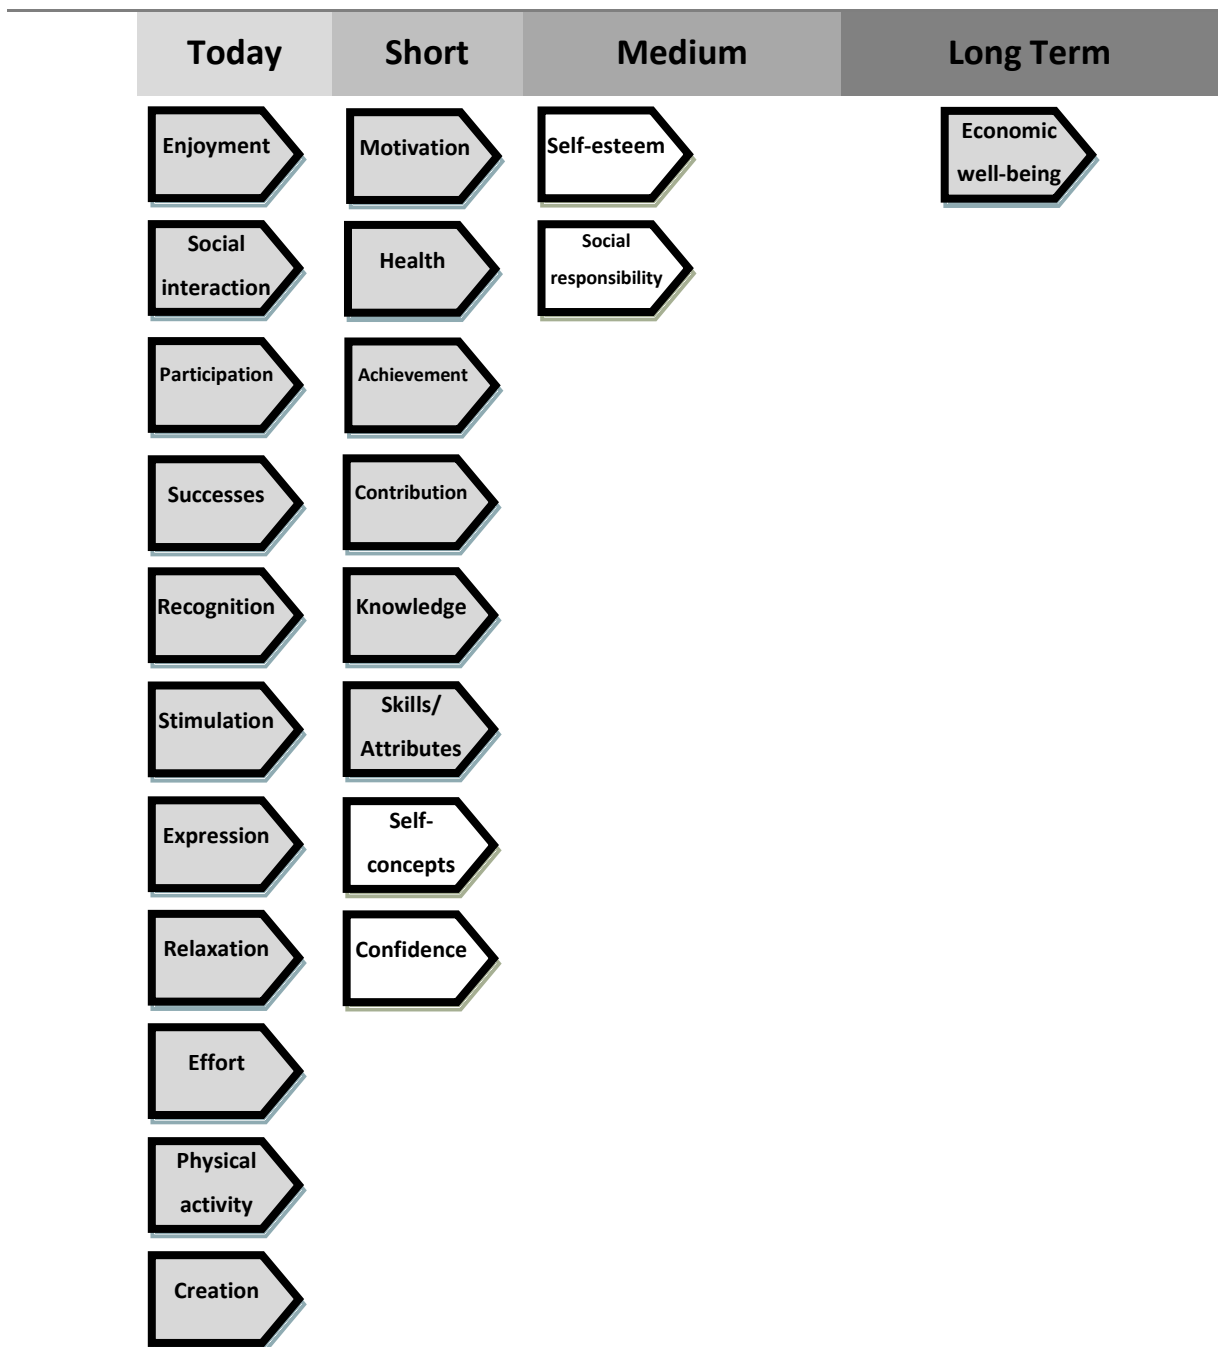 Today Short Medium Long Term
Enjoyment Motivation Self-esteem Economic
well-being
Social
interaction Health Social
responsibility
Participation Achievement
Successes Contribution
Recognition Knowledge
Stimulation Skills/
Attributes
Expression Self-
concepts
Relaxation Confidence
Effort
Physical
activity
Creation